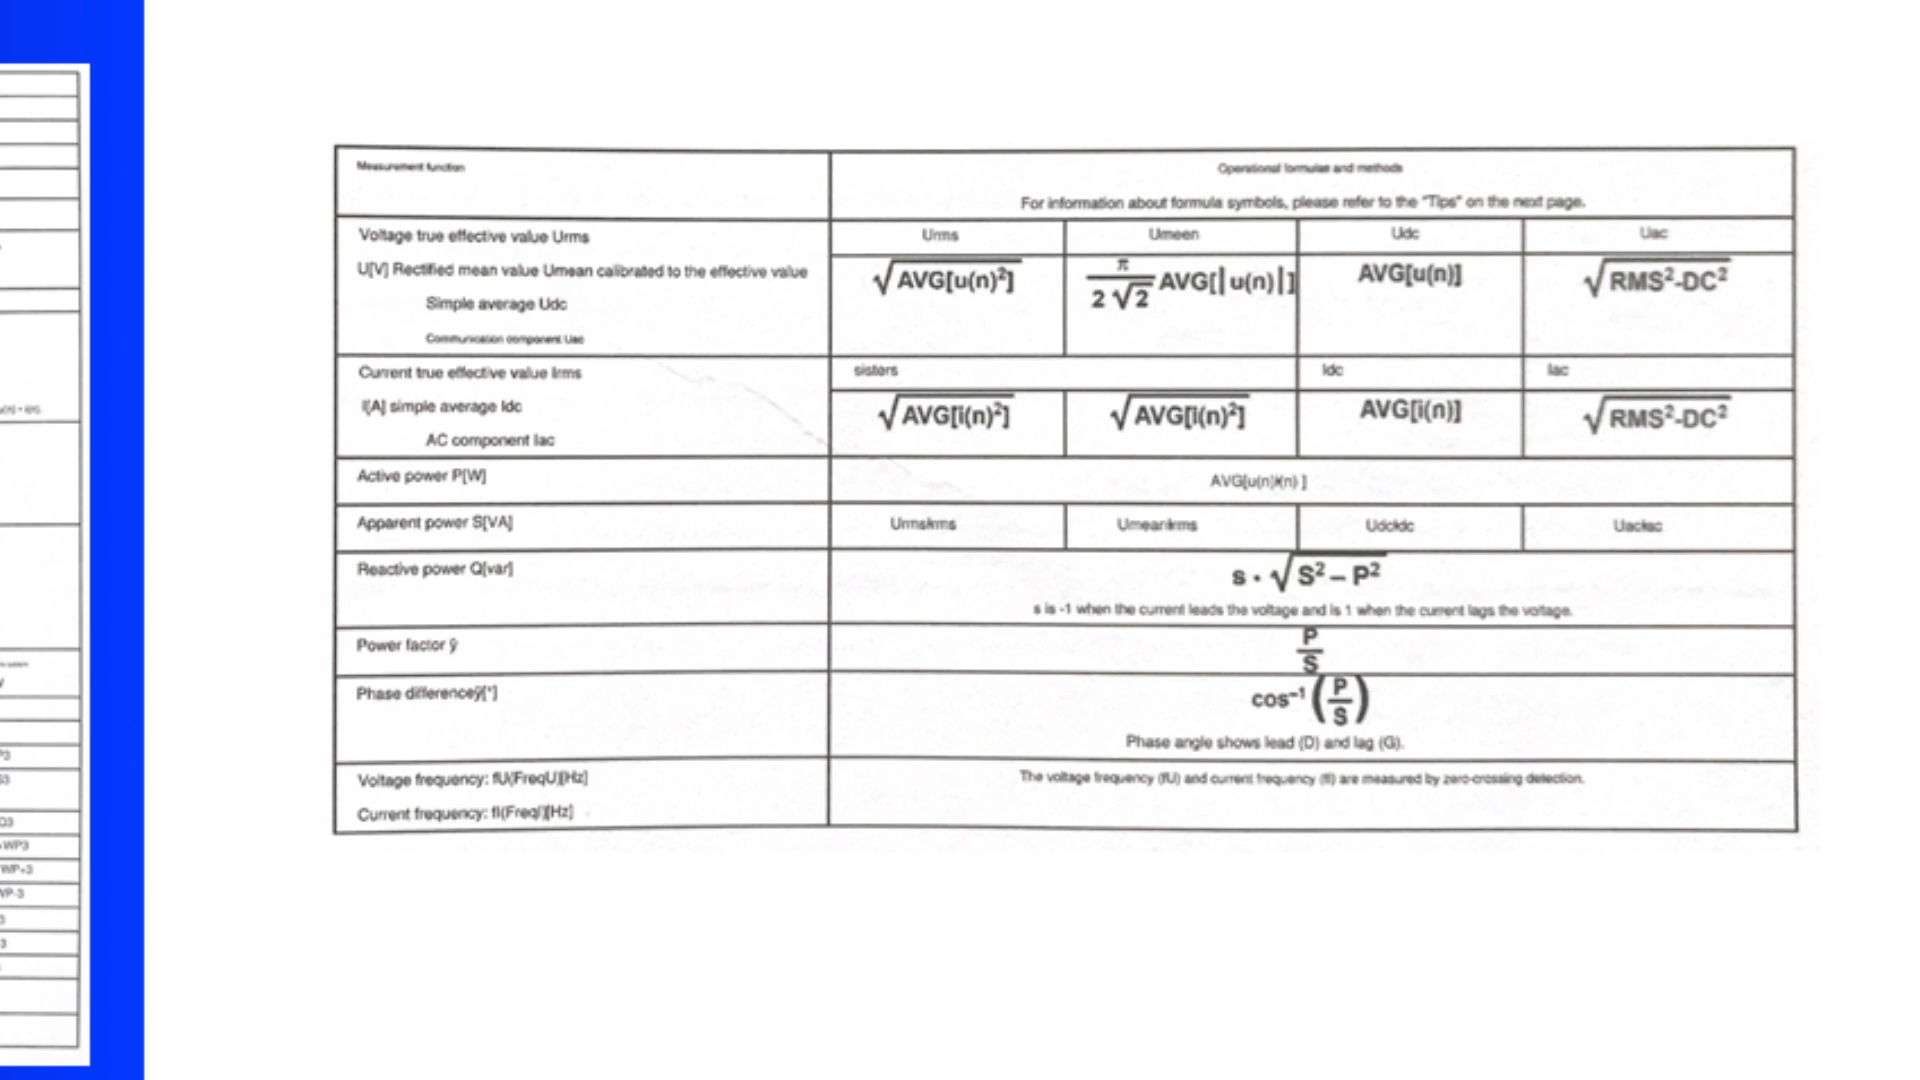 Measurement function
Operational formulas and methods
For information about formula symbols, please refer to the "Tips" on the next page.
Voltage true effective value Urms
U[V] Rectified mean value Umean calibrated to the effective value
Simple average Udc
Communication component Uac
Urms
Umeen
Udc
Uac
√AVG[u(n)²]
π/2√2 AVG[|u(n)|]
AVG[u(n)]
√RMS²-DC²
Current true effective value Irms
I[A] simple average Idc
AC component Iac
sisters
Idc
Iac
√AVG[i(n)²]
√AVG[i(n)²]
AVG[i(n)]
√RMS²-DC²
Active power P[W]
Apparent power S[VA]
Reactive power Q[var]
s · √S² – P²
s is -1 when the current leads the voltage and is 1 when the current lags the voltage.
Power factor ÿ
P/S
Phase differenceÿ[°]
cos⁻¹ (P/S)
Phase angle shows lead (D) and lag (G).
Voltage frequency: fU(FreqU)[Hz]
Current frequency: fI(FreqI)[Hz]
The voltage frequency (fU) and current frequency (fI) are measured by zero-crossing detection.
WP3
WP+3
WP-3